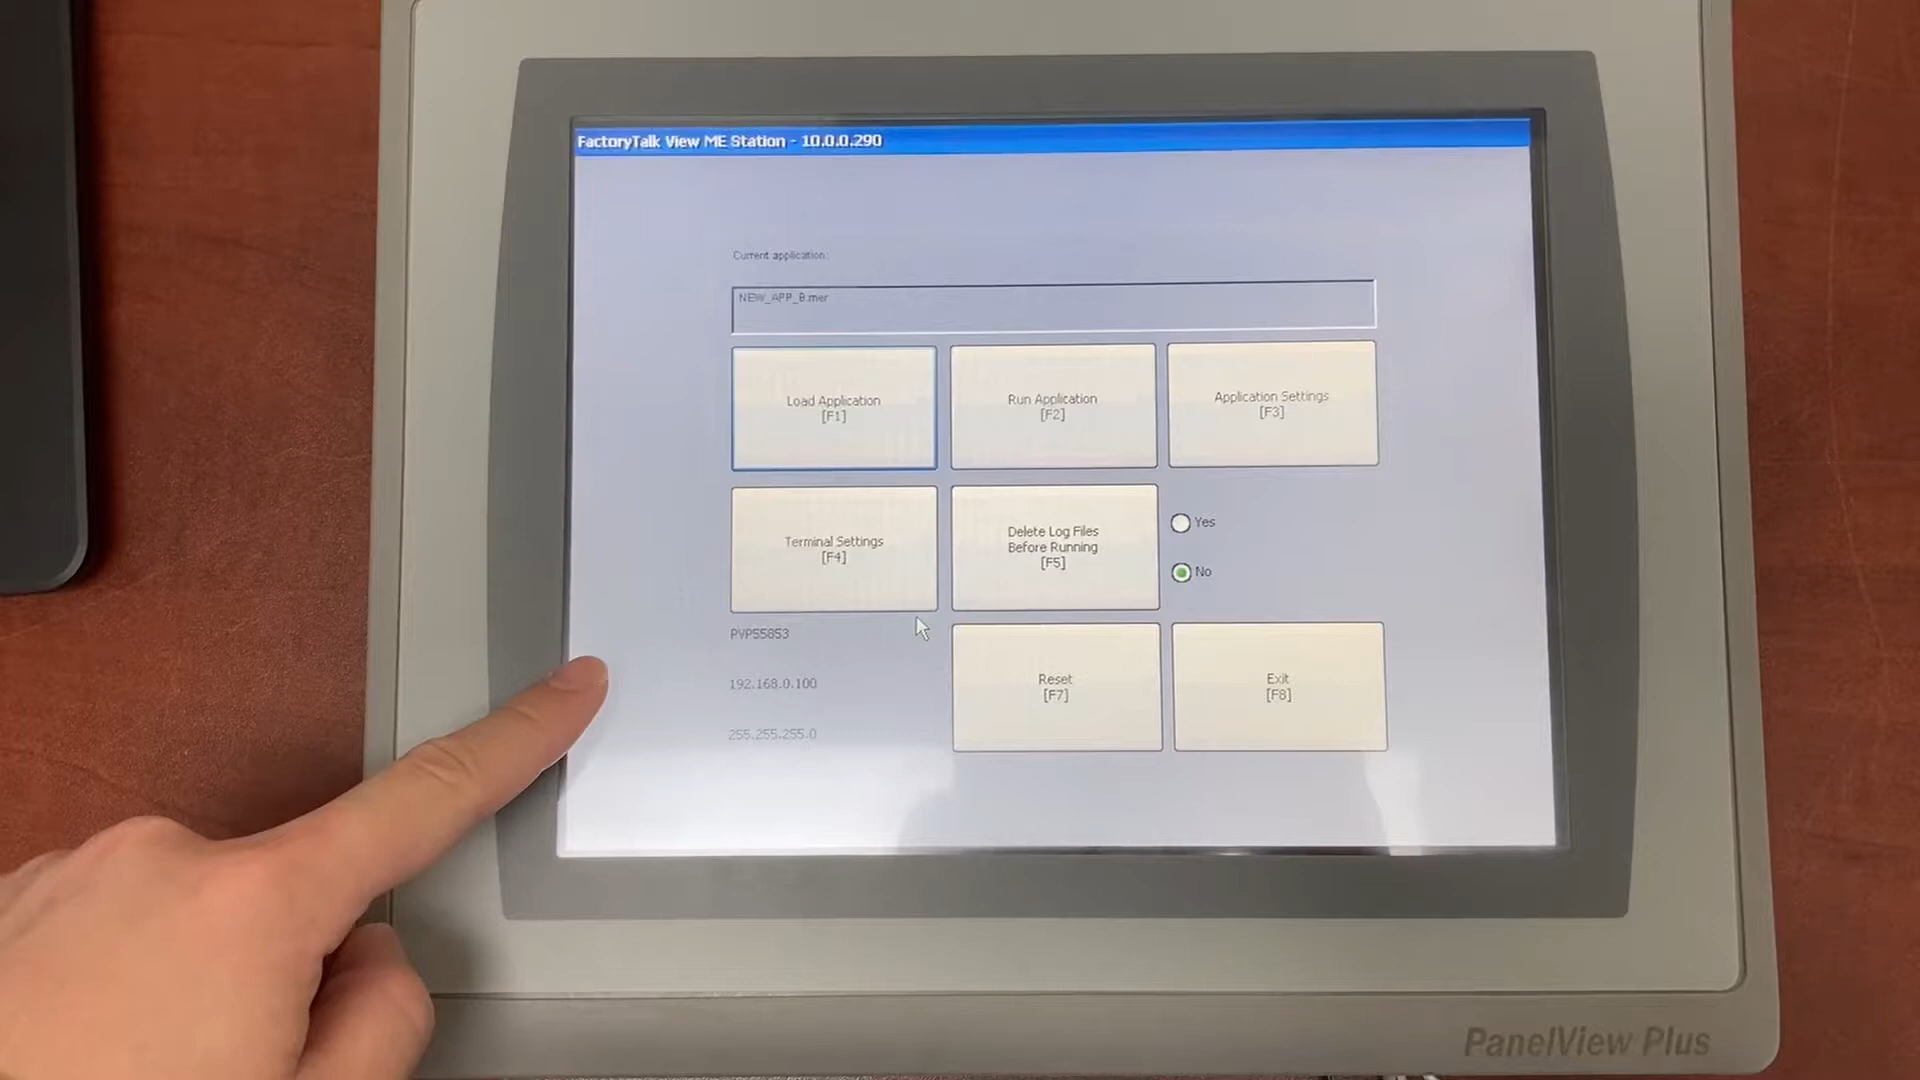 FactoryTalk View ME Station - 10.0.0.290
Current application:
NEW_APP_B.mer
Load Application
[F1]
Run Application
[F2]
Application Settings
[F3]
Terminal Settings
[F4]
Delete Log Files
Before Running
[F5]
Yes
No
PVP55853
192.168.0.100
255.255.255.0
Reset
[F7]
Exit
[F8]
PanelView Plus